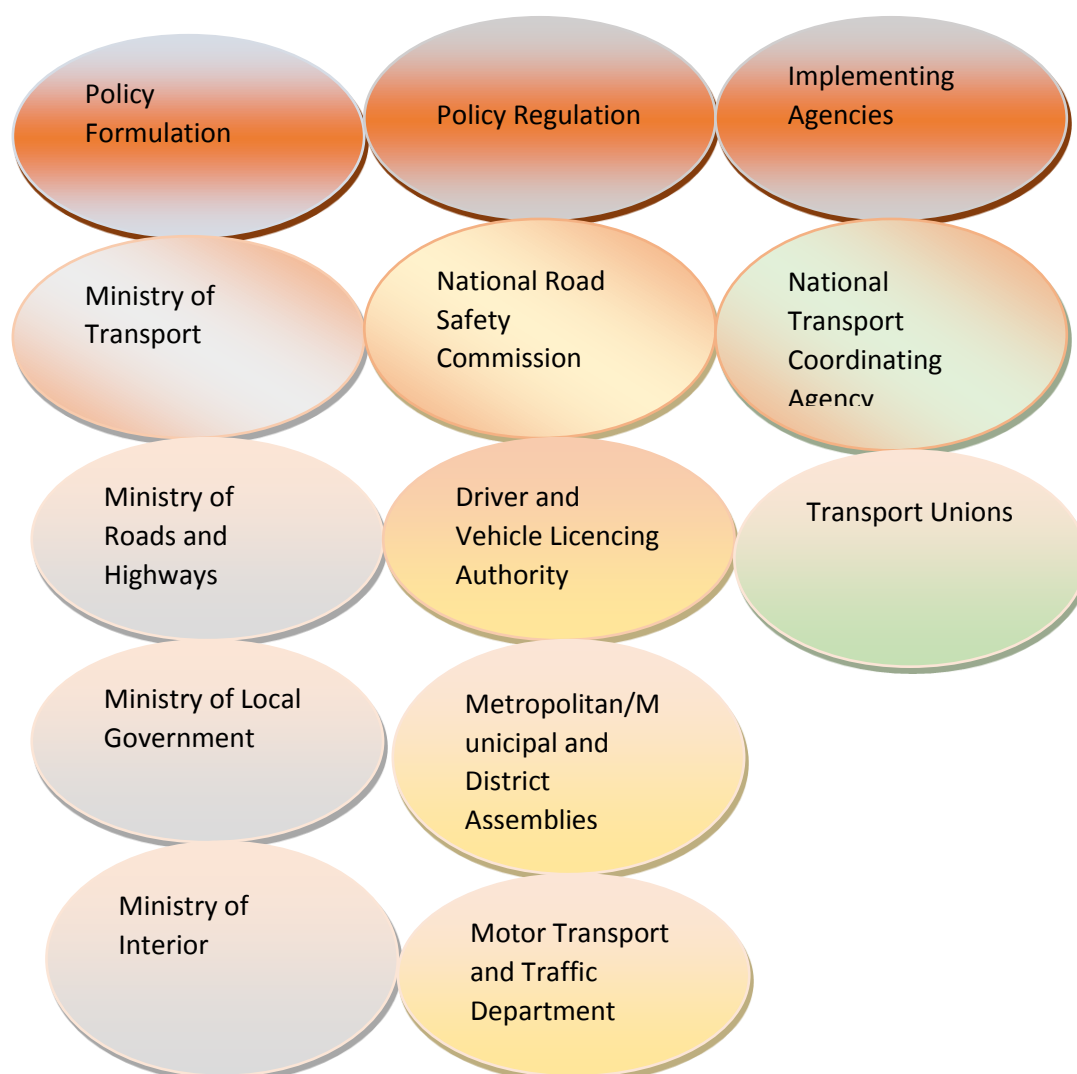 Policy
Formulation
Policy Regulation
Implementing
Agencies
Ministry of
Transport
National Road
Safety
Commission
National
Transport
Coordinating
Agency
Ministry of
Roads and
Highways
Driver and
Vehicle Licencing
Authority
Transport Unions
Ministry of Local
Government
Metropolitan/M
unicipal and
District
Assemblies
Ministry of
Interior
Motor Transport
and Traffic
Department